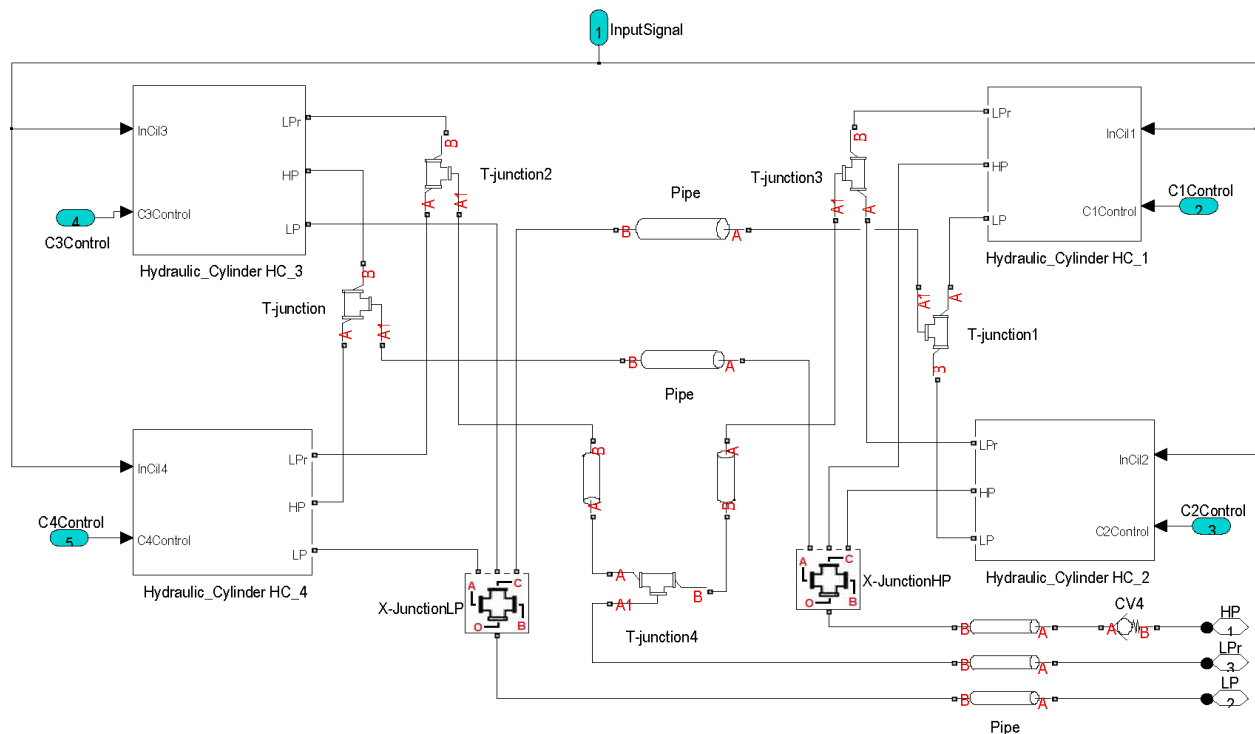 1
InputSignal
LPr
InCil3
HP
C3Control
LP
4
C3Control
Hydraulic_Cylinder HC_3
B
T-junction2
A
A1
Pipe
B
A
B
T-junction3
A1
A
LPr
InCil1
HP
C1Control
LP
C1Control
2
Hydraulic_Cylinder HC_1
B
T-junction
A
A1
B
A
Pipe
A1
A
T-junction1
B
InCil4
LPr
HP
C4Control
LP
C4Control
5
Hydraulic_Cylinder HC_4
B
A
A
B
LPr
InCil2
HP
C2Control
LP
C2Control
3
Hydraulic_Cylinder HC_2
A
C
O
B
X-JunctionLP
A
A1
B
T-junction4
A
C
O
B
X-JunctionHP
B
A
CV4
A
B
HP
1
B
A
LPr
3
B
A
LP
2
Pipe